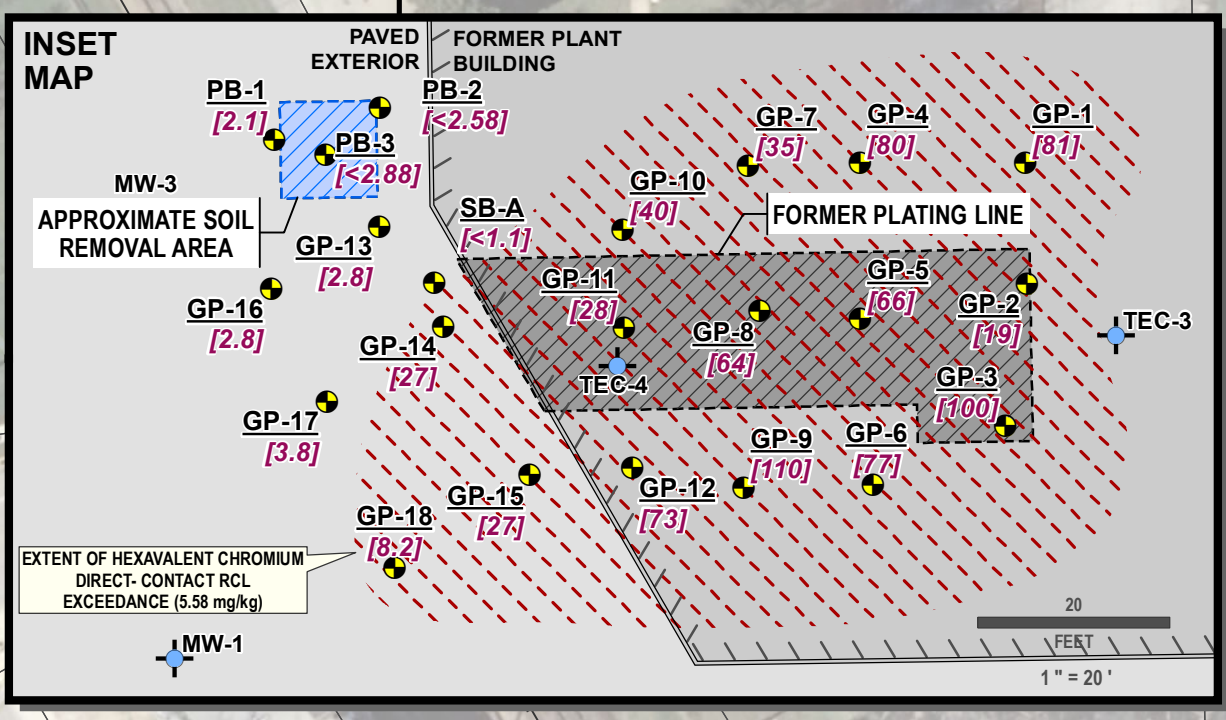 INSET
MAP
PAVED
EXTERIOR
FORMER PLANT
BUILDING
PB-1
[2.1]
PB-2
[<2.58]
PB-3
[<2.88]
MW-3
APPROXIMATE SOIL
REMOVAL AREA
GP-13
[2.8]
GP-16
[2.8]
SB-A
[<1.1]
GP-10
[40]
GP-7
[35]
GP-4
[80]
GP-1
[81]
FORMER PLATING LINE
GP-11
[28]
GP-8
[64]
GP-5
[66]
GP-2
[19]
TEC-3
TEC-4
GP-3
[100]
GP-14
[27]
GP-17
[3.8]
GP-15
[27]
GP-18
[8.2]
GP-12
[73]
GP-9
[110]
GP-6
[77]
EXTENT OF HEXAVALENT CHROMIUM
DIRECT- CONTACT RCL
EXCEEDANCE (5.58 mg/kg)
MW-1
20
FEET
1 " = 20 '